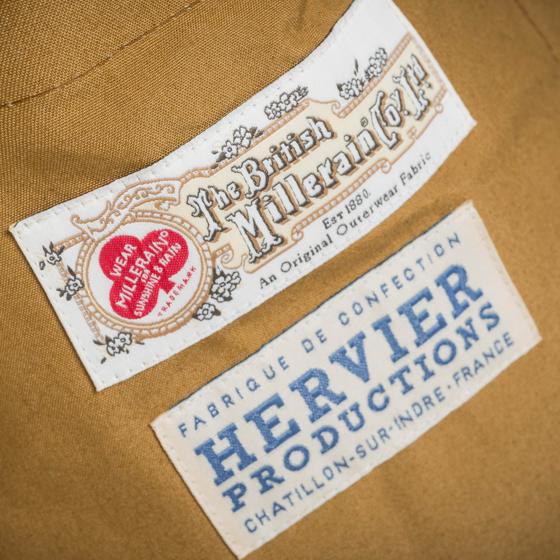 The British
Millerain Co. Ltd
EST 1880.
An Original Outerwear Fabric
WEAR
MILLERAIN
FOR
SUNSHINE & RAIN
TRADEMARK
FABRIQUE DE CONFECTION
HERVIER
PRODUCTIONS
CHATILLON-SUR-INDRE·FRANCE